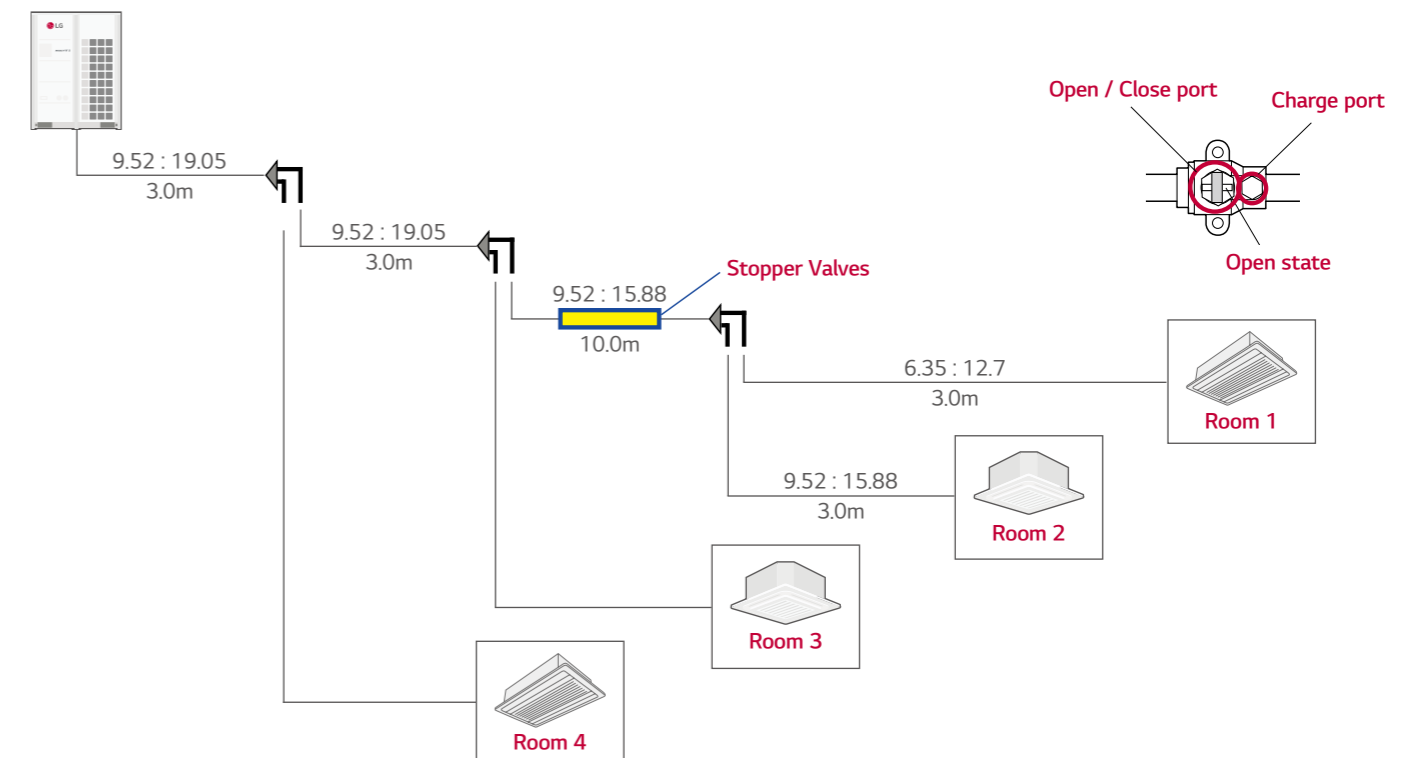 LG
Open / Close port
Charge port
9.52 : 19.05
3.0m
9.52 : 19.05
3.0m
Open state
Stopper Valves
9.52 : 15.88
10.0m
6.35 : 12.7
3.0m
Room 1
9.52 : 15.88
3.0m
Room 2
Room 3
Room 4